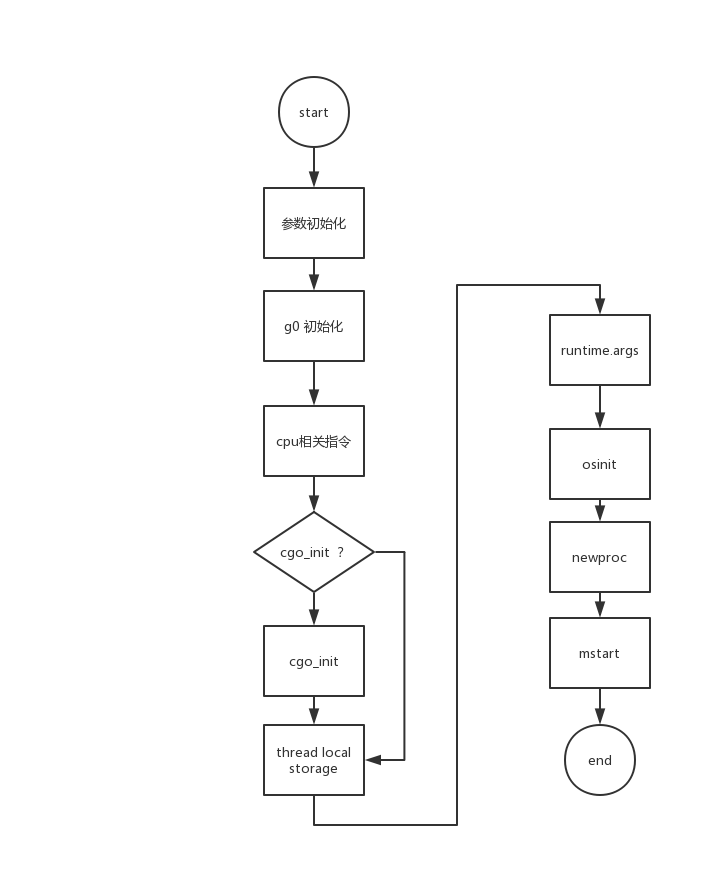 start
参数初始化
g0 初始化
cpu相关指令
cgo_init ？
cgo_init
thread local
storage
runtime.args
osinit
newproc
mstart
end